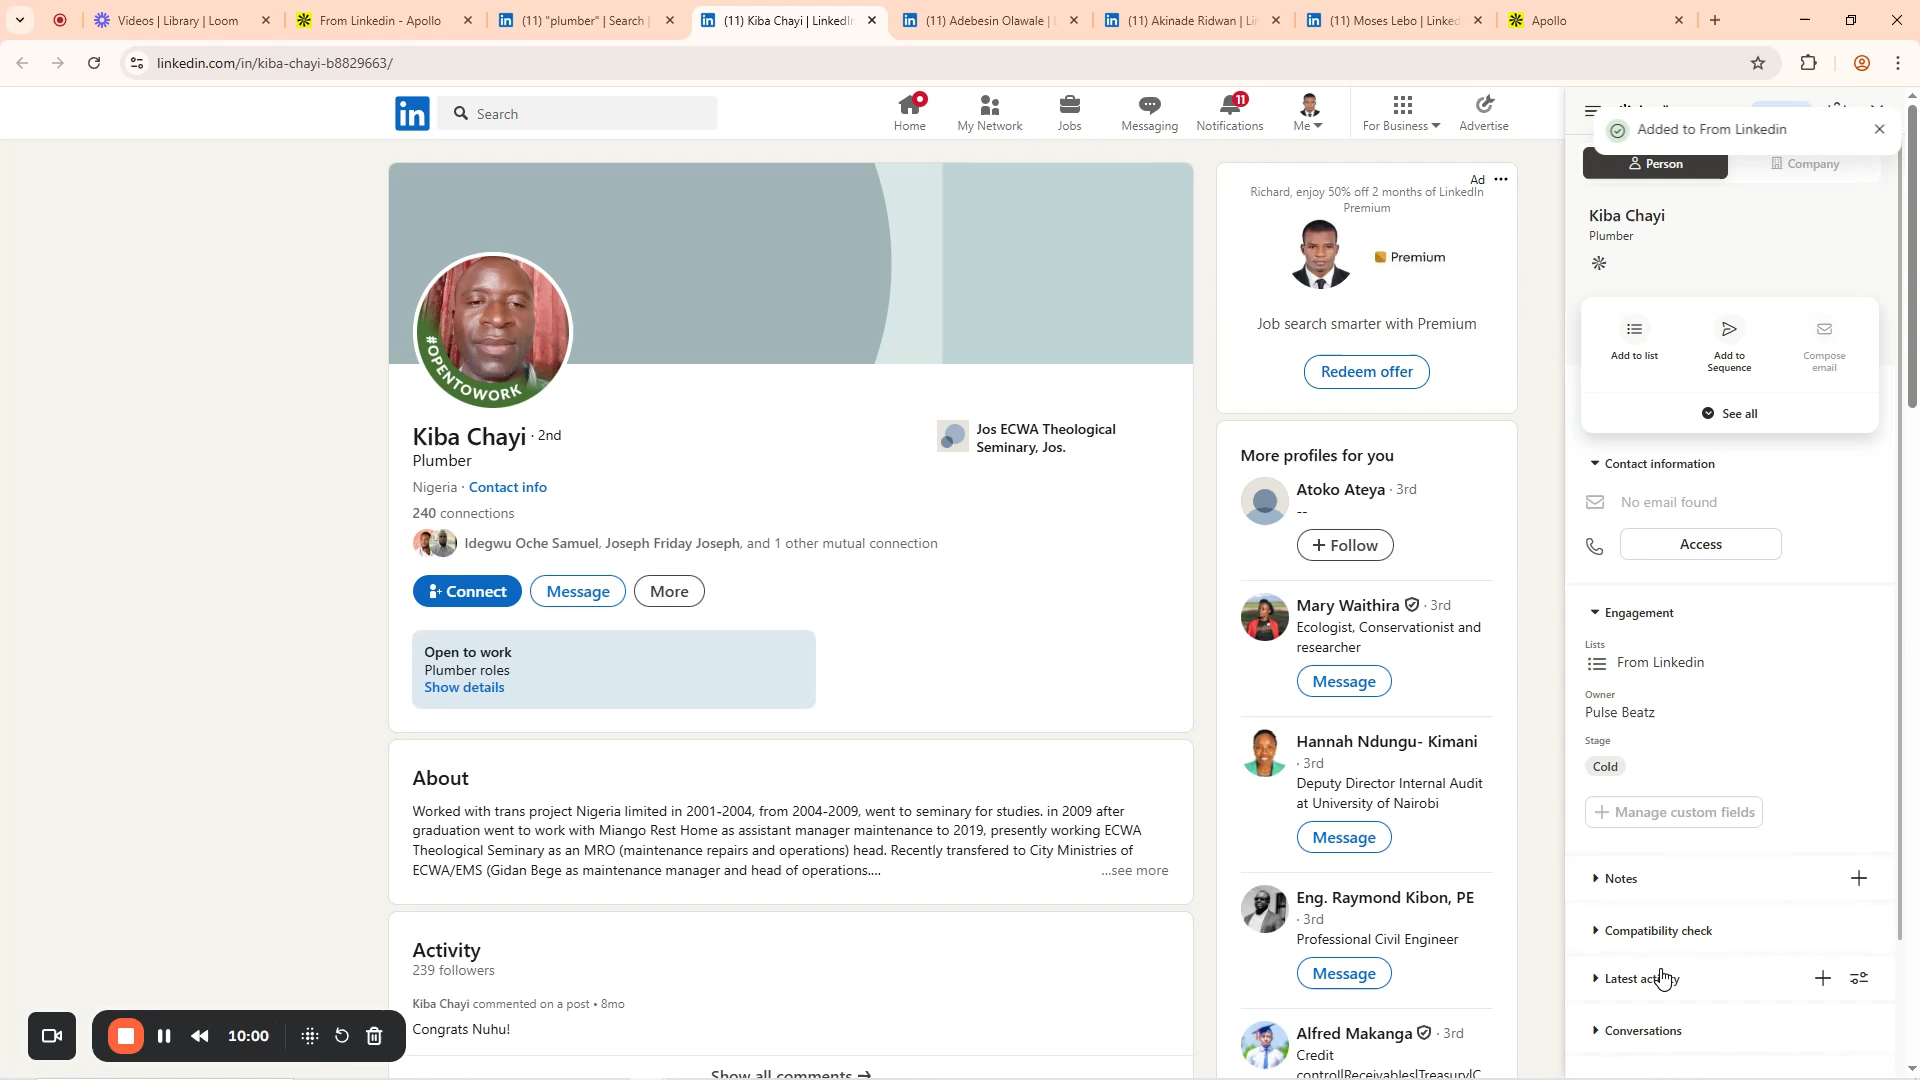 Videos | Library | Loom
From Linkedin - Apollo
(11) "plumber" | Search
(11) Kiba Chayi | LinkedIn
(11) Adebesin Olawale |
(11) Akinade Ridwan | Lin
(11) Moses Lebo | Linked
Apollo
linkedin.com/in/kiba-chayi-b8829663/
in
Search
Home
My Network
Jobs
Messaging
11
Notifications
Me
For Business
Advertise
Added to From Linkedin
Person
Company
#OPENTOWORK
Kiba Chayi · 2nd
Plumber
Nigeria · Contact info
240 connections
Idegwu Oche Samuel, Joseph Friday Joseph, and 1 other mutual connection
Connect
Message
More
Jos ECWA Theological
Seminary, Jos.
Open to work
Plumber roles
Show details
About
Worked with trans project Nigeria limited in 2001-2004, from 2004-2009, went to seminary for studies. in 2009 after
graduation went to work with Miango Rest Home as assistant manager maintenance to 2019, presently working ECWA
Theological Seminary as an MRO (maintenance repairs and operations) head. Recently transfered to City Ministries of
ECWA/EMS (Gidan Bege as maintenance manager and head of operations....
...see more
Activity
239 followers
Kiba Chayi commented on a post • 8mo
Congrats Nuhu!
Show all comments →
10:00
Ad
Richard, enjoy 50% off 2 months of LinkedIn
Premium
Premium
Job search smarter with Premium
Redeem offer
More profiles for you
Atoko Ateya · 3rd
--
+ Follow
Mary Waithira · 3rd
Ecologist, Conservationist and
researcher
Message
Hannah Ndungu- Kimani
· 3rd
Deputy Director Internal Audit
at University of Nairobi
Message
Eng. Raymond Kibon, PE
· 3rd
Professional Civil Engineer
Message
Alfred Makanga · 3rd
Credit
control|Receivables|Treasury|C
Kiba Chayi
Plumber
Add to list
Add to
Sequence
Compose
email
See all
Contact information
No email found
Access
Engagement
Lists
From Linkedin
Owner
Pulse Beatz
Stage
Cold
+ Manage custom fields
Notes
Compatibility check
Latest activity
Conversations